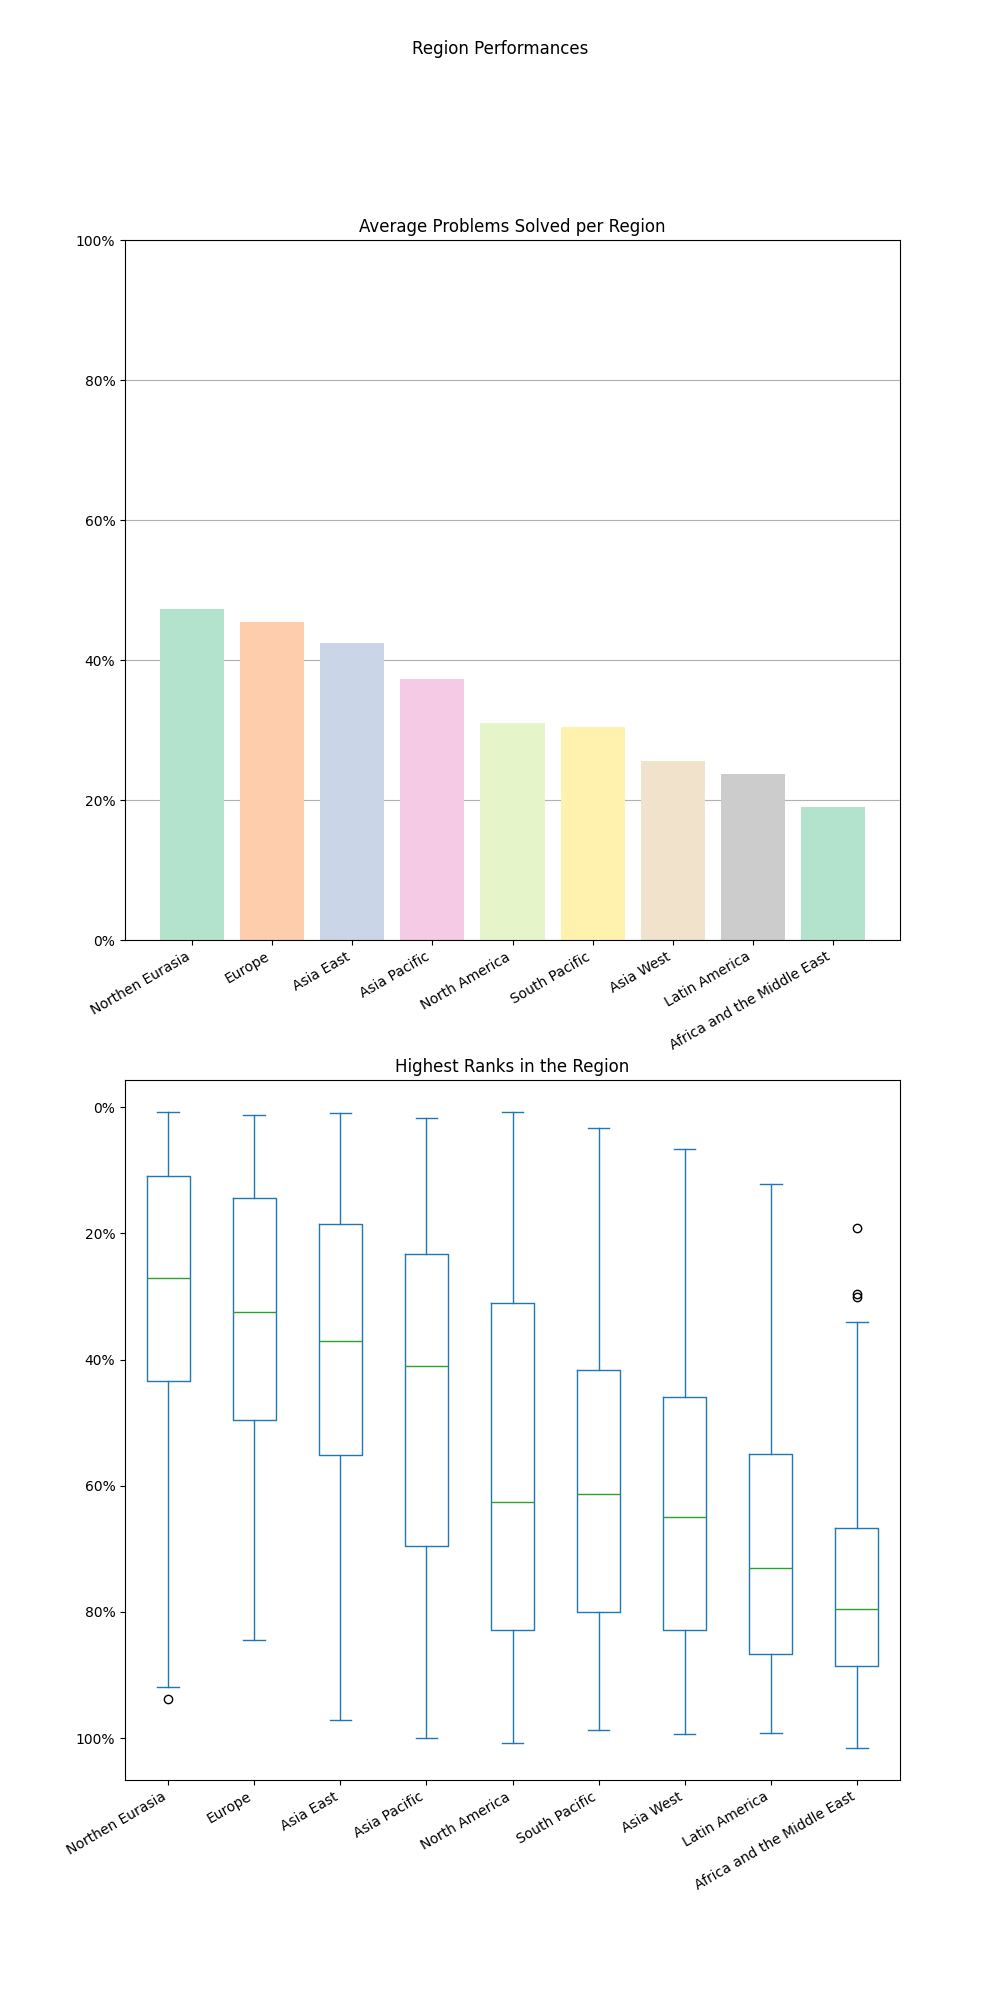 Region Performances
Average Problems Solved per Region
100%
80%
60%
40%
20%
0%
Northen Eurasia
Europe
Asia East
Asia Pacific
North America
South Pacific
Asia West
Latin America
Africa and the Middle East
Highest Ranks in the Region
0%
20%
40%
60%
80%
100%
Northen Eurasia
Europe
Asia East
Asia Pacific
North America
South Pacific
Asia West
Latin America
Africa and the Middle East